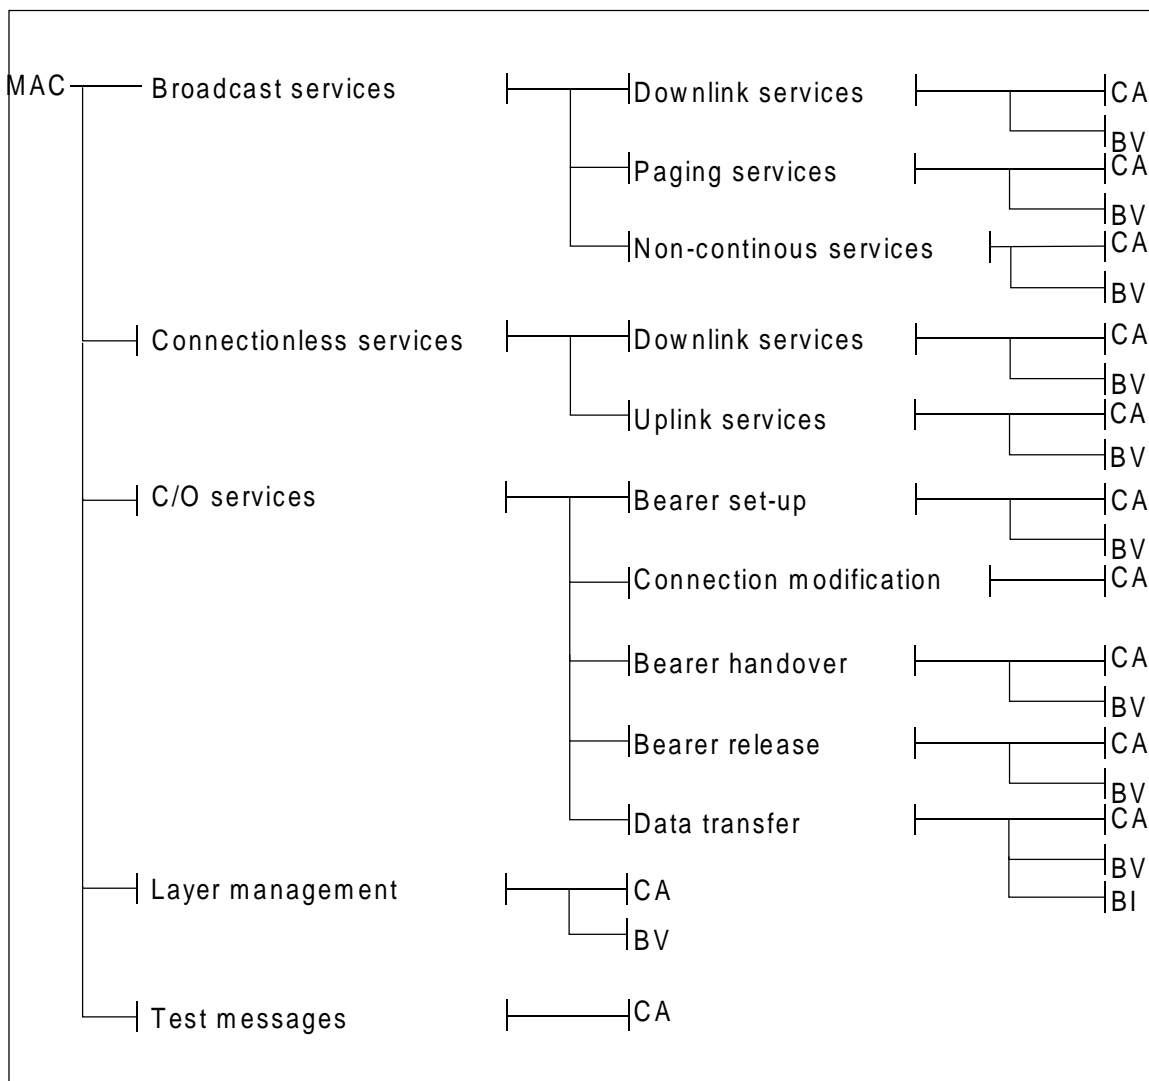 MAC Broadcast services Downlink services CA
BV
Paging services CA
BV
Non-continous services CA
BV
Connectionless services Downlink services CA
BV
Uplink services CA
BV
C/O services Bearer set-up CA
BV
Connection modification CA
Bearer handover CA
BV
Bearer release CA
BV
Data transfer CA
BV
BI
Layer management CA
BV
Test messages CA